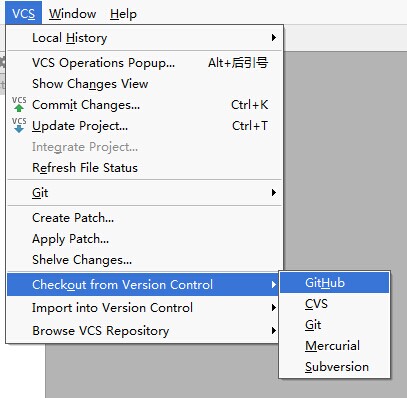 VCS Window Help
Local History
VCS Operations Popup... Alt+后引号
Show Changes View
VCS Commit Changes... Ctrl+K
VCS Update Project... Ctrl+T
Integrate Project...
Refresh File Status
Git
Create Patch...
Apply Patch...
Shelve Changes...
Checkout from Version Control
Import into Version Control
Browse VCS Repository
GitHub
CVS
Git
Mercurial
Subversion